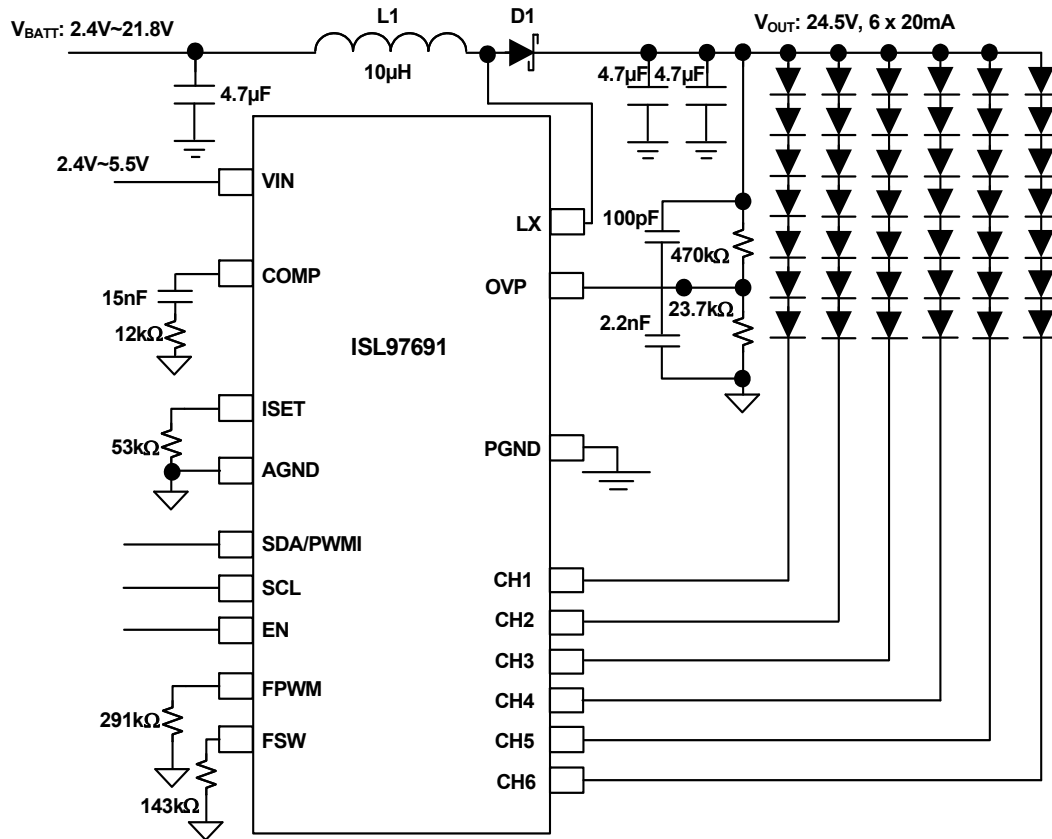 L1
D1
V_BATT: 2.4V~21.8V
V_OUT: 24.5V, 6 x 20mA
10µH
4.7µF
4.7µF 4.7µF
2.4V~5.5V
VIN
LX
100pF
470kΩ
COMP
OVP
15nF
23.7kΩ
12kΩ
2.2nF
ISL97691
ISET
53kΩ
PGND
AGND
SDA/PWMI
CH1
SCL
CH2
EN
CH3
FPWM
CH4
291kΩ
FSW
CH5
CH6
143kΩ